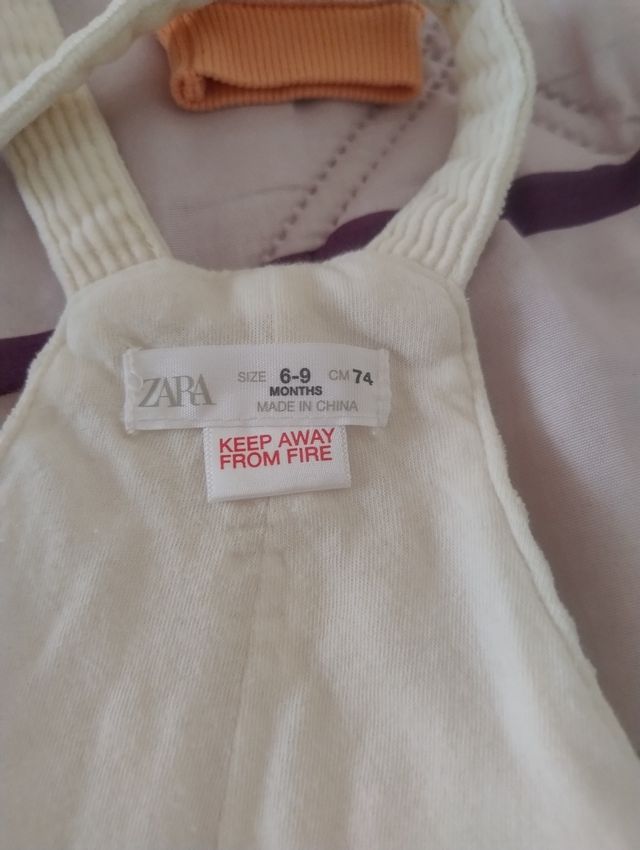 ZARA SIZE 6-9 CM 74
MONTHS
MADE IN CHINA
KEEP AWAY
FROM FIRE